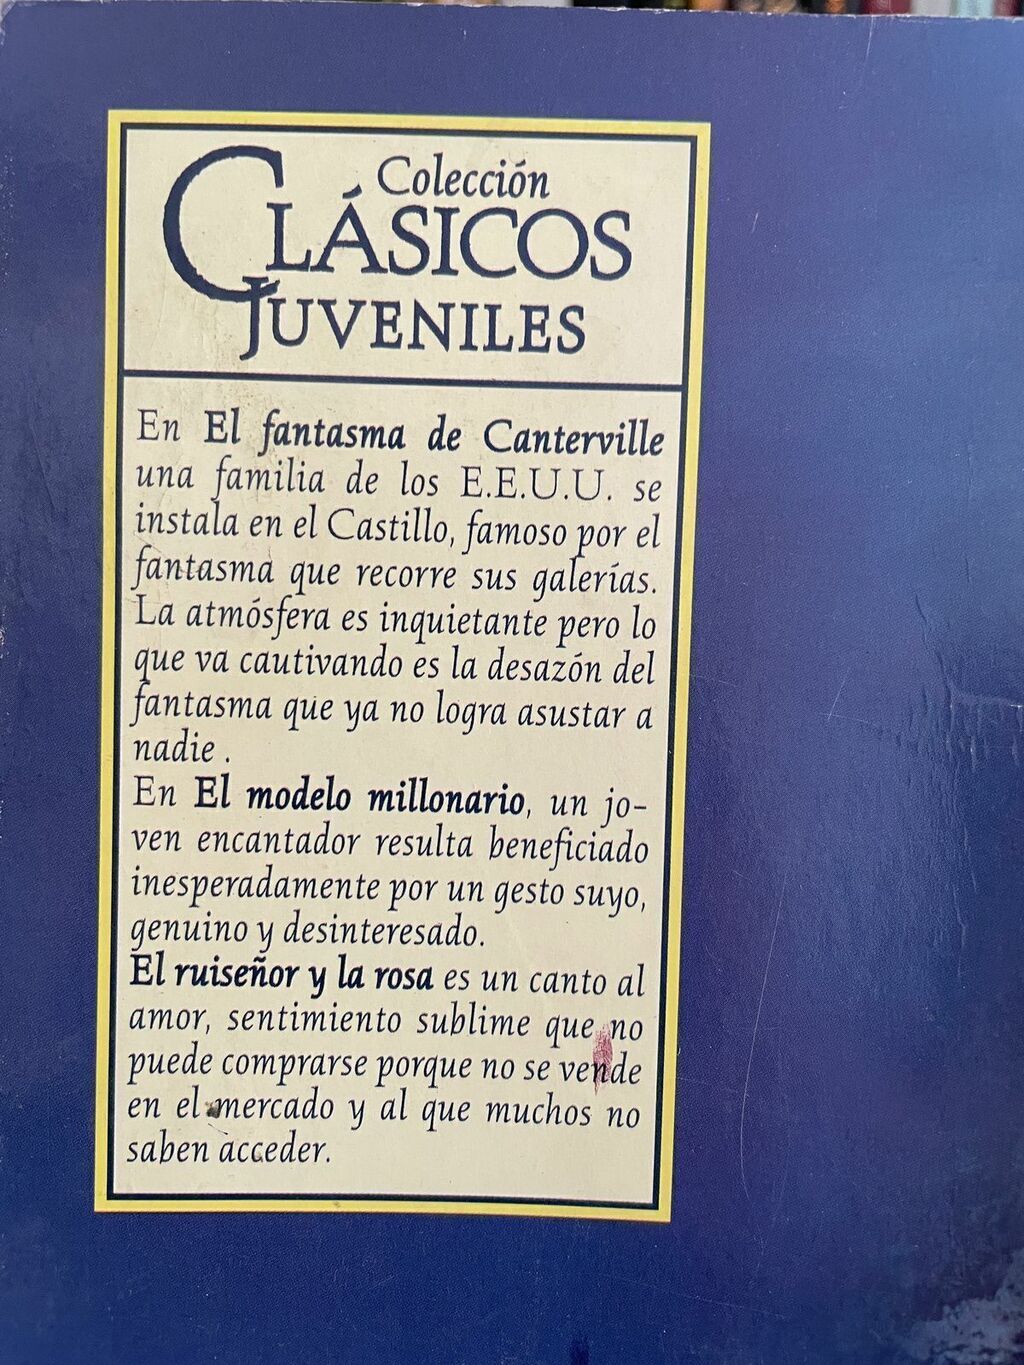 Colección
CLÁSICOS
JUVENILES
En El fantasma de Canterville
una familia de los E.E.U.U. se
instala en el Castillo, famoso por el
fantasma que recorre sus galerías.
La atmósfera es inquietante pero lo
que va cautivando es la desazón del
fantasma que ya no logra asustar a
nadie .
En El modelo millonario, un jo-
ven encantador resulta beneficiado
inesperadamente por un gesto suyo,
genuino y desinteresado.
El ruiseñor y la rosa es un canto al
amor, sentimiento sublime que no
puede comprarse porque no se vende
en el mercado y al que muchos no
saben acceder.